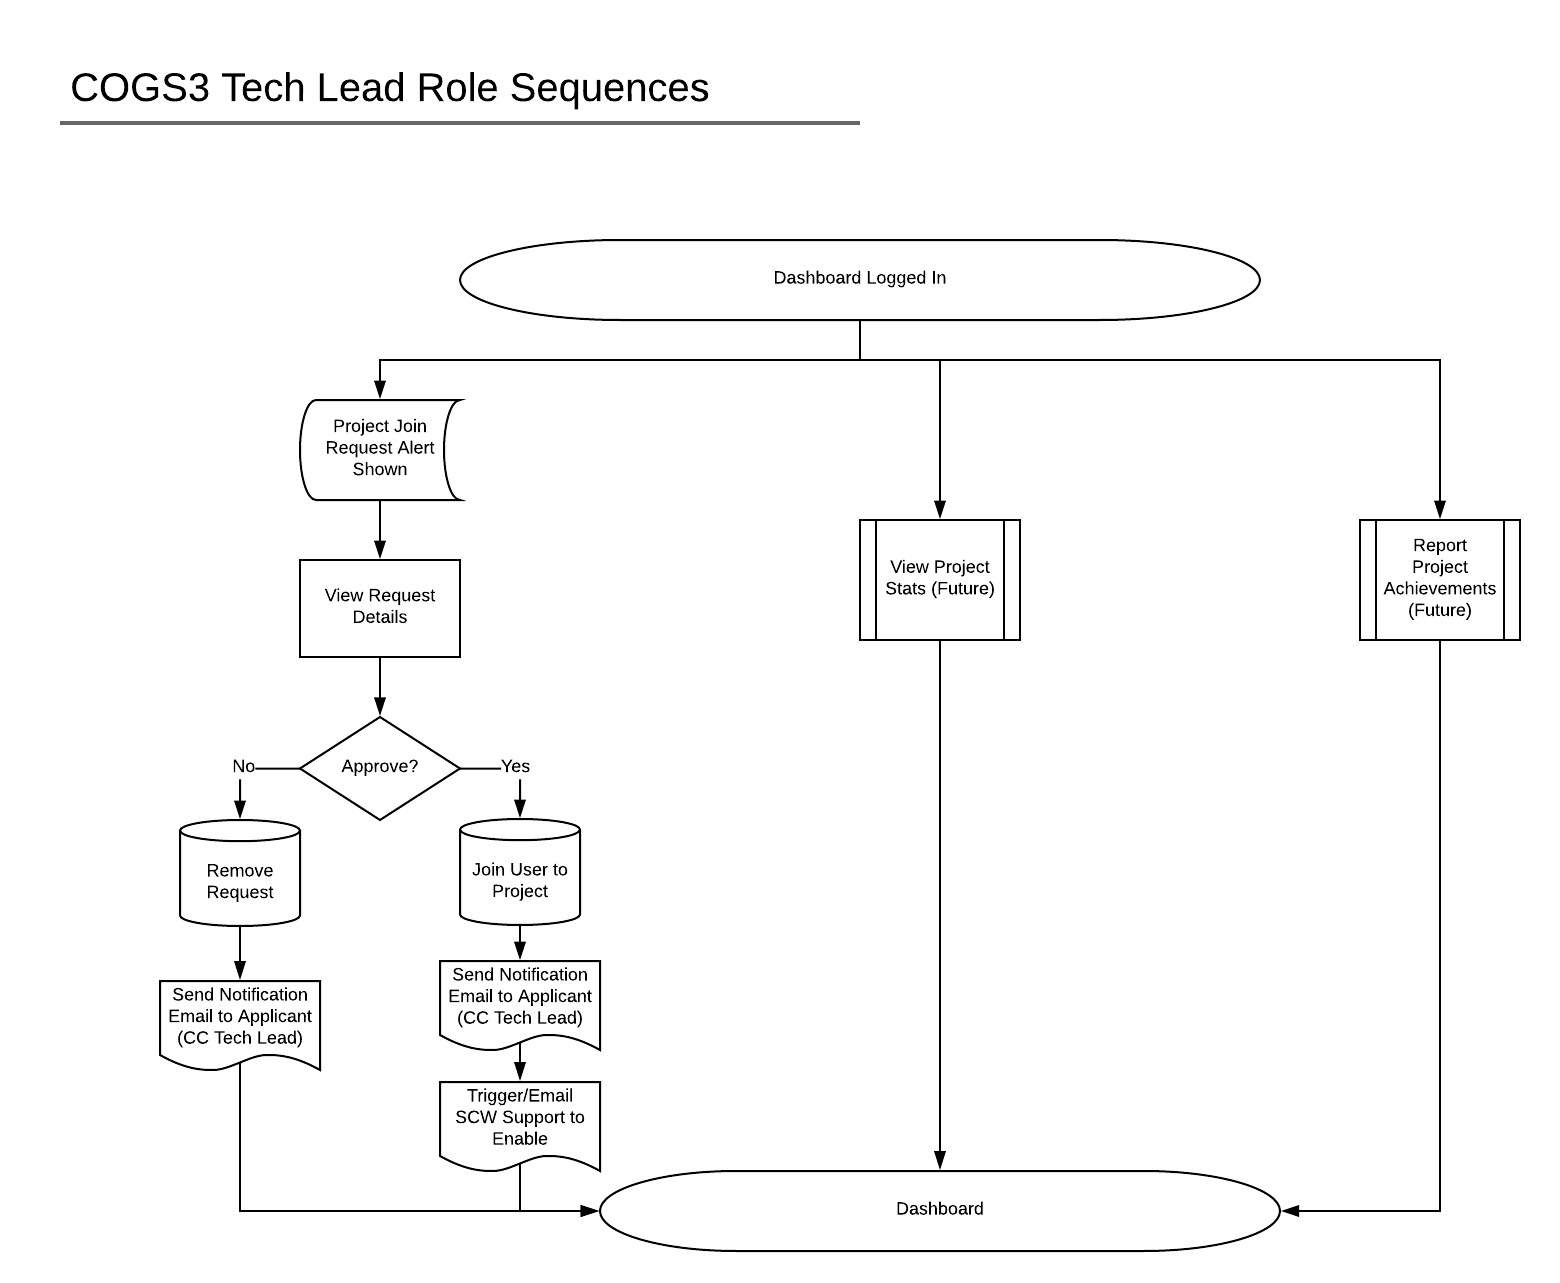 COGS3 Tech Lead Role Sequences
Dashboard Logged In
Project Join
Request Alert
Shown
View Request
Details
Approve?
No
Yes
Remove
Request
Join User to
Project
Send Notification
Email to Applicant
(CC Tech Lead)
Send Notification
Email to Applicant
(CC Tech Lead)
Trigger/Email
SCW Support to
Enable
View Project
Stats (Future)
Report
Project
Achievements
(Future)
Dashboard